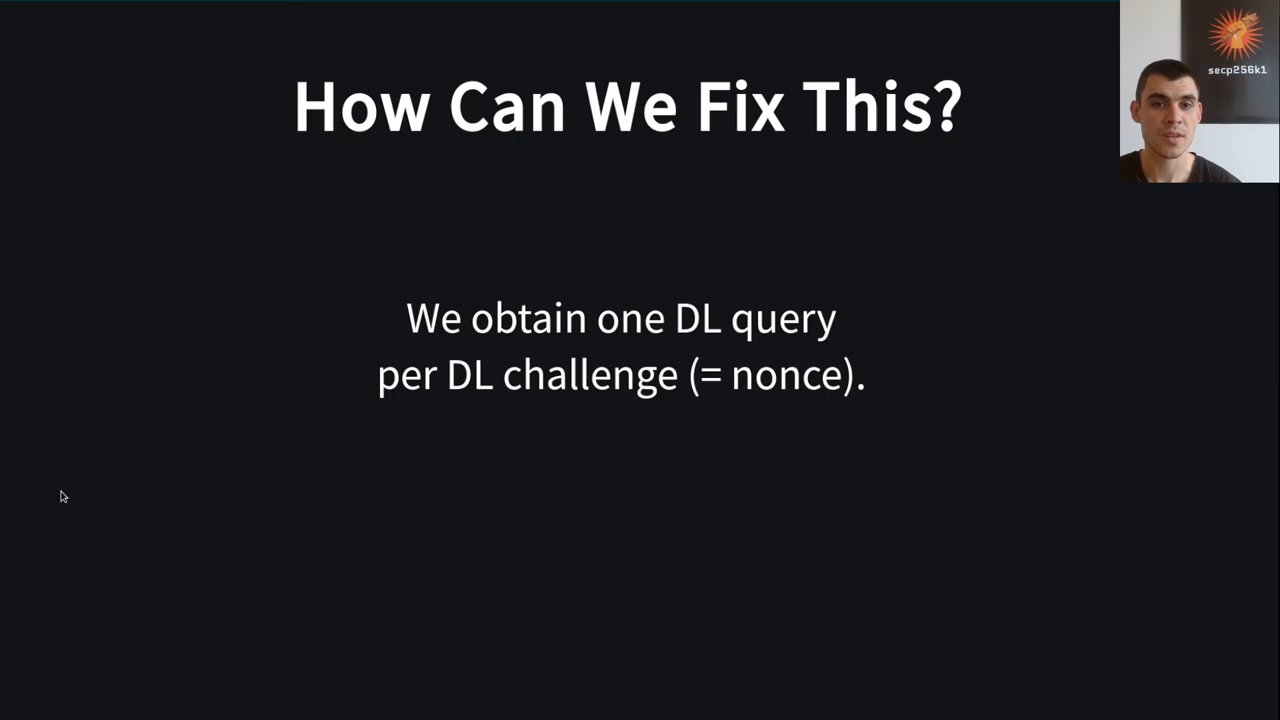 How Can We Fix This?
secp256k1
We obtain one DL query
per DL challenge (= nonce).